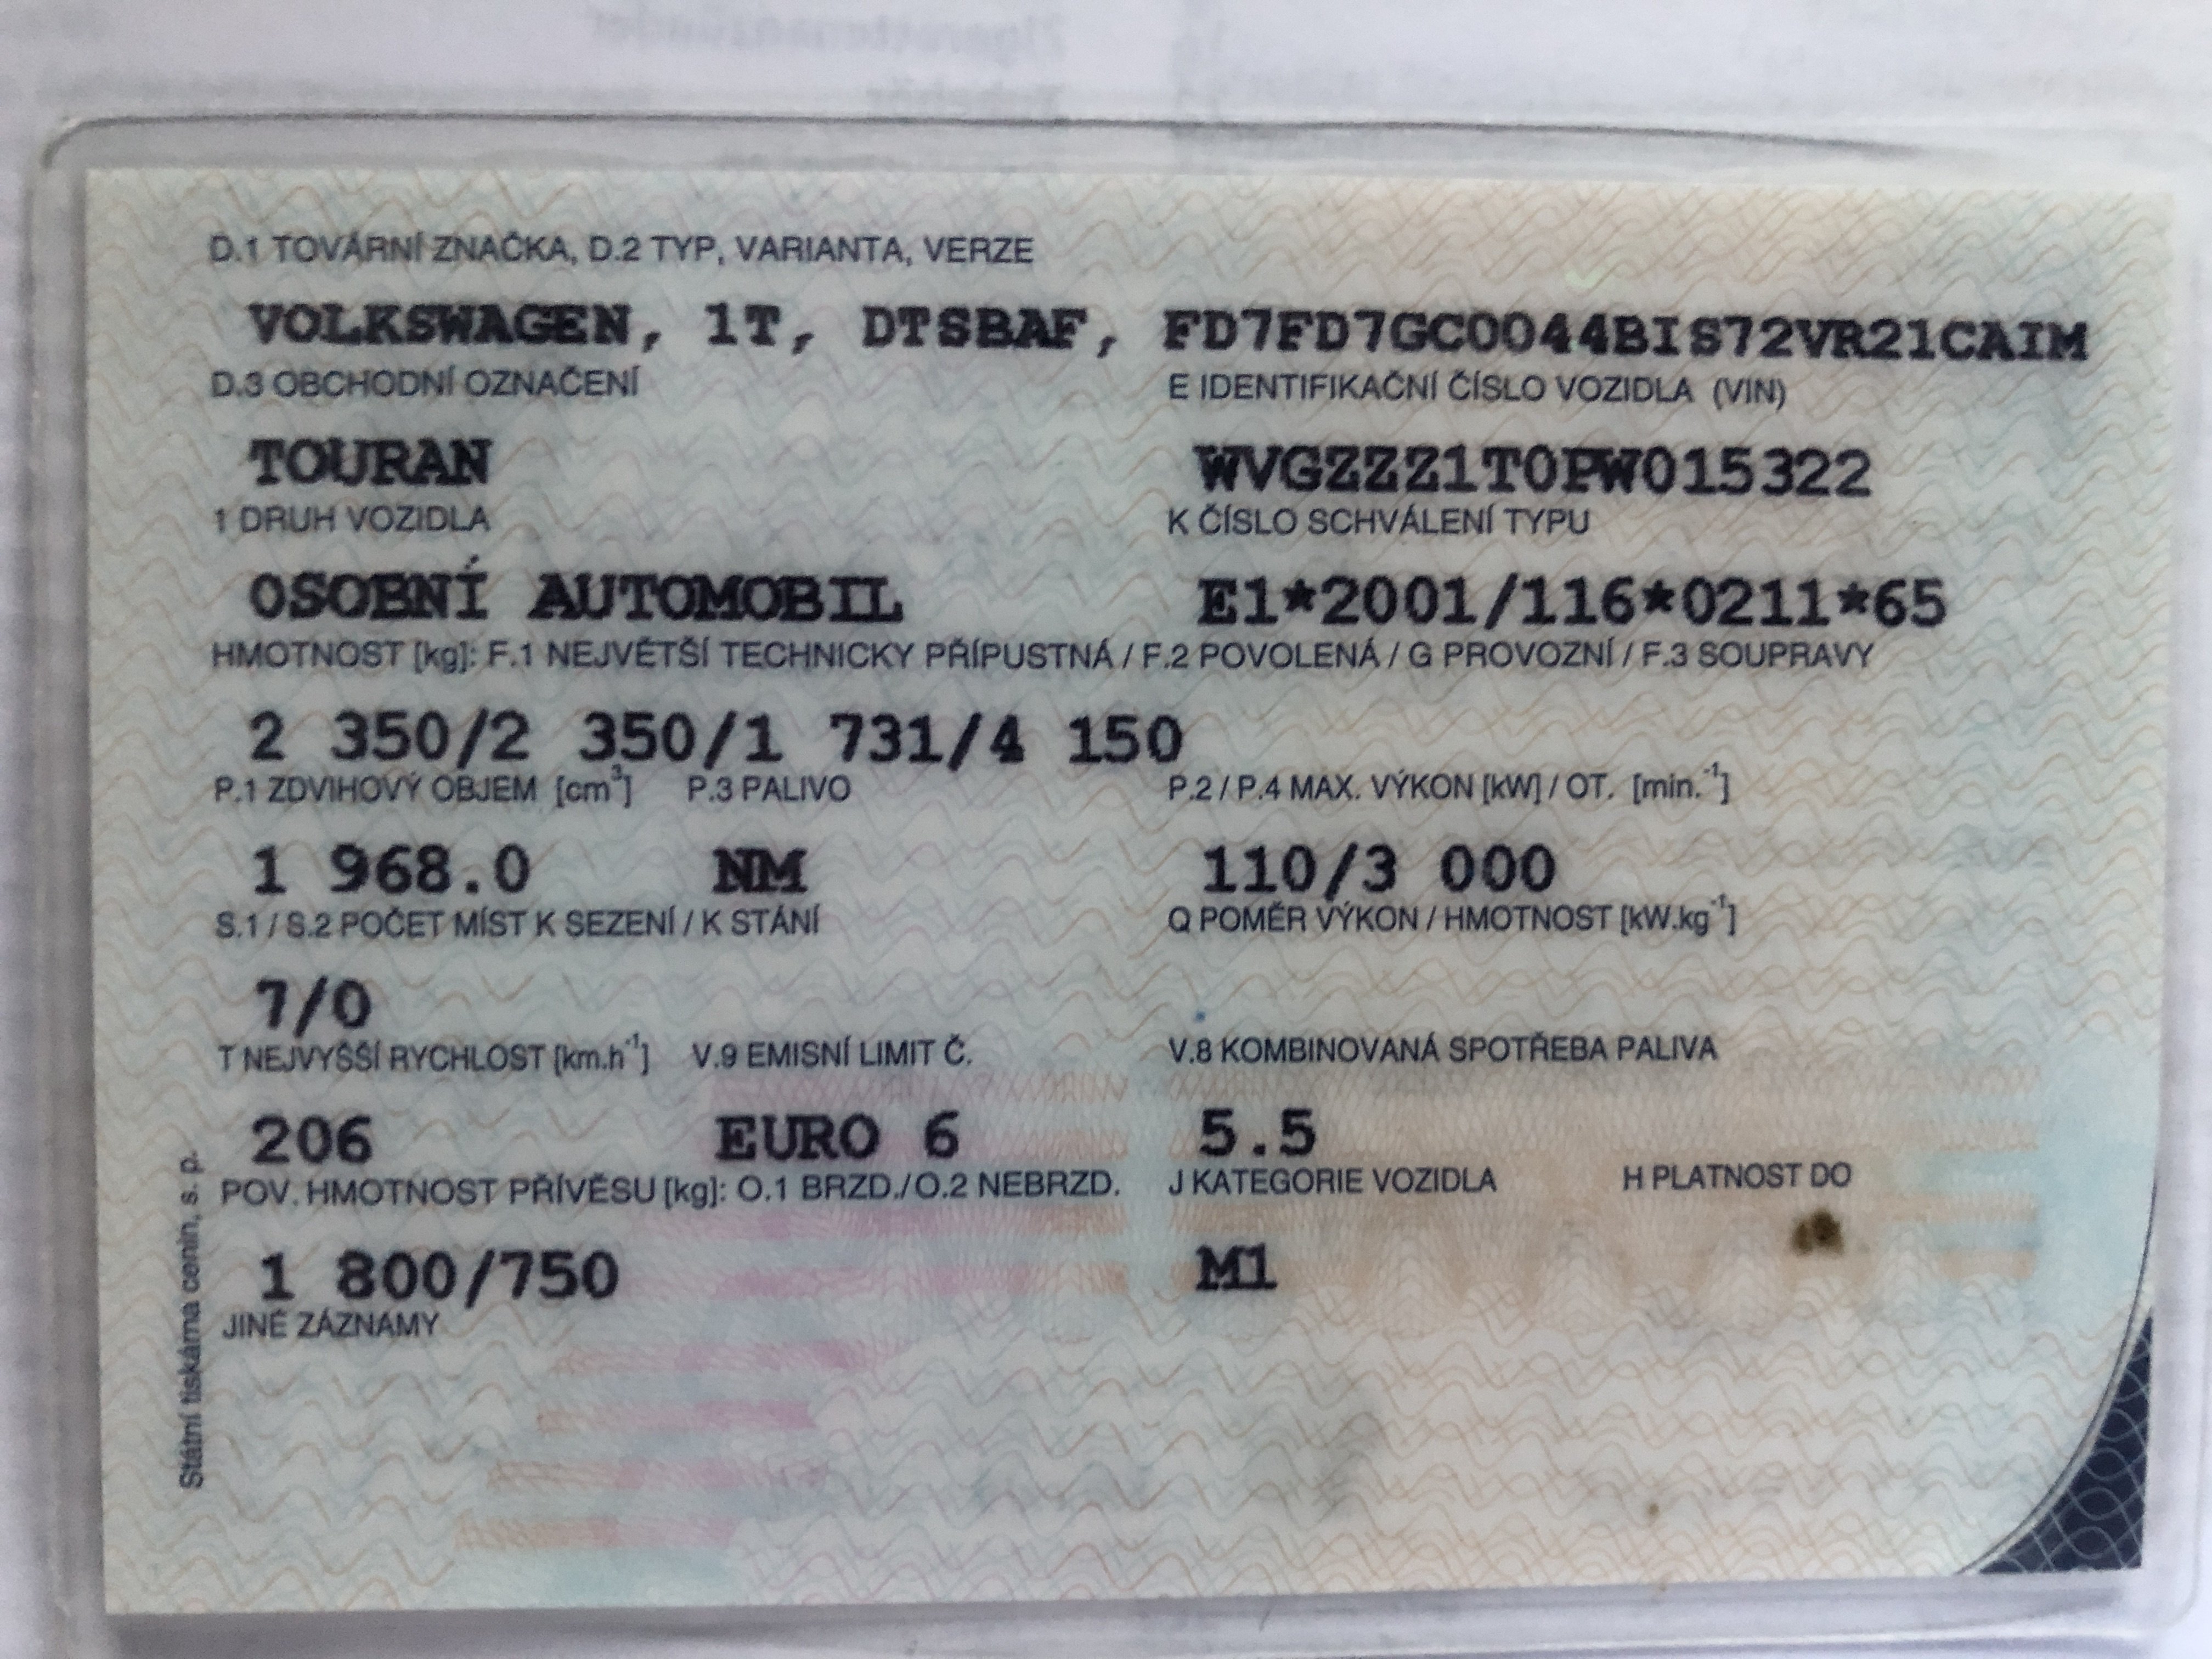 D.1 TOVÁRNÍ ZNAČKA, D.2 TYP, VARIANTA, VERZE
VOLKSWAGEN, 1T, DTSBAF, FD7FD7GC0044BIS72VR21CAIM
D.3 OBCHODNÍ OZNAČENÍ E IDENTIFIKAČNÍ ČÍSLO VOZIDLA (VIN)
TOURAN WVGZZZ1T0PW015322
1 DRUH VOZIDLA K ČÍSLO SCHVÁLENÍ TYPU
OSOBNÍ AUTOMOBIL E1*2001/116*0211*65
HMOTNOST [kg]: F.1 NEJVĚTŠÍ TECHNICKY PŘÍPUSTNÁ / F.2 POVOLENÁ / G PROVOZNÍ / F.3 SOUPRAVY
2 350/2 350/1 731/4 150
P.1 ZDVIHOVÝ OBJEM [cm³] P.3 PALIVO P.2 / P.4 MAX. VÝKON [kW] / OT. [min.⁻¹]
1 968.0 NM 110/3 000
S.1 / S.2 POČET MÍST K SEZENÍ / K STÁNÍ Q POMĚR VÝKON / HMOTNOST [kW.kg⁻¹]
7/0
T NEJVYŠŠÍ RYCHLOST [km.h⁻¹] V.9 EMISNÍ LIMIT Č. V.8 KOMBINOVANÁ SPOTŘEBA PALIVA
206 EURO 6 5.5
POV. HMOTNOST PŘÍVĚSU [kg]: O.1 BRZD./O.2 NEBRZD. J KATEGORIE VOZIDLA H PLATNOST DO
1 800/750 M1
JINÉ ZÁZNAMY
Státní tiskárna cenin, s. p.